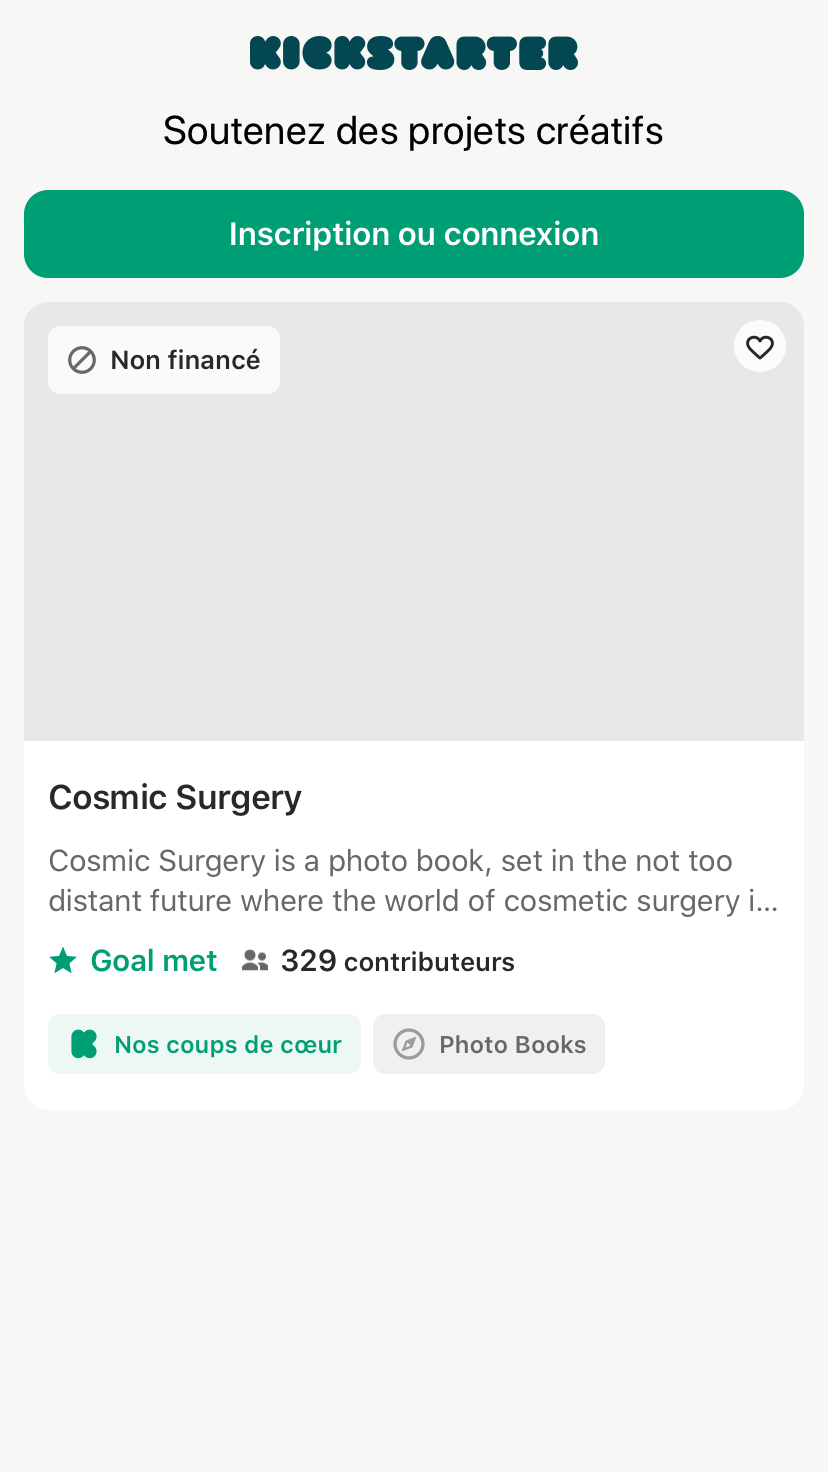 KICKSTARTER
Soutenez des projets créatifs
Inscription ou connexion
Non financé
Cosmic Surgery
Cosmic Surgery is a photo book, set in the not too
distant future where the world of cosmetic surgery i...
Goal met 329 contributeurs
Nos coups de cœur Photo Books